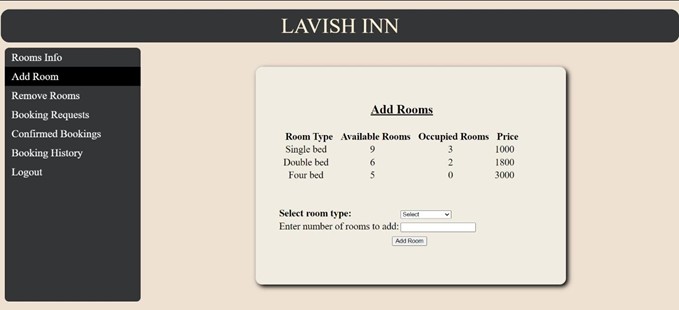 LAVISH INN
Rooms Info
Add Room
Remove Rooms
Booking Requests
Confirmed Bookings
Booking History
Logout
Add Rooms
Room Type Available Rooms Occupied Rooms Price
Single bed 9 3 1000
Double bed 6 2 1800
Four bed 5 0 3000
Select room type: Select
Enter number of rooms to add:
Add Room